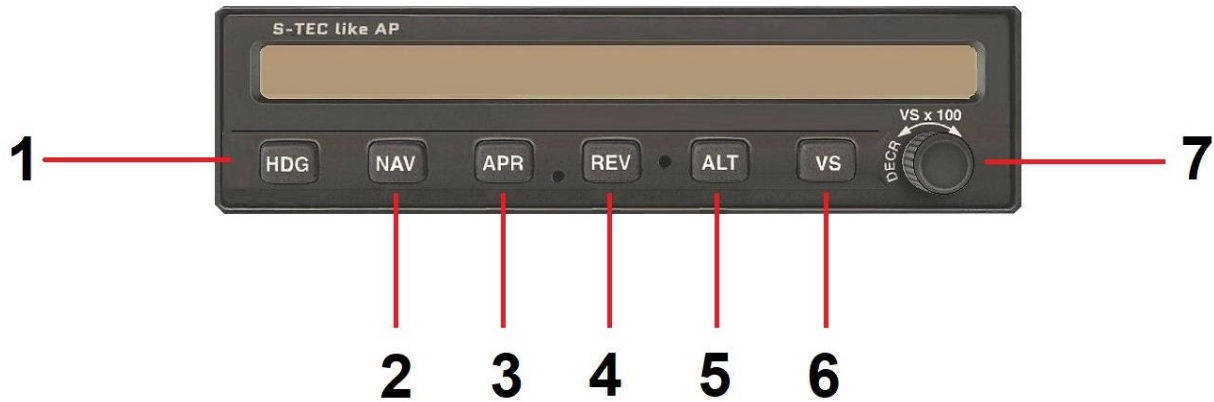 S-TEC like AP
VS x 100
DECR
1 HDG NAV APR REV ALT VS 7
2 3 4 5 6